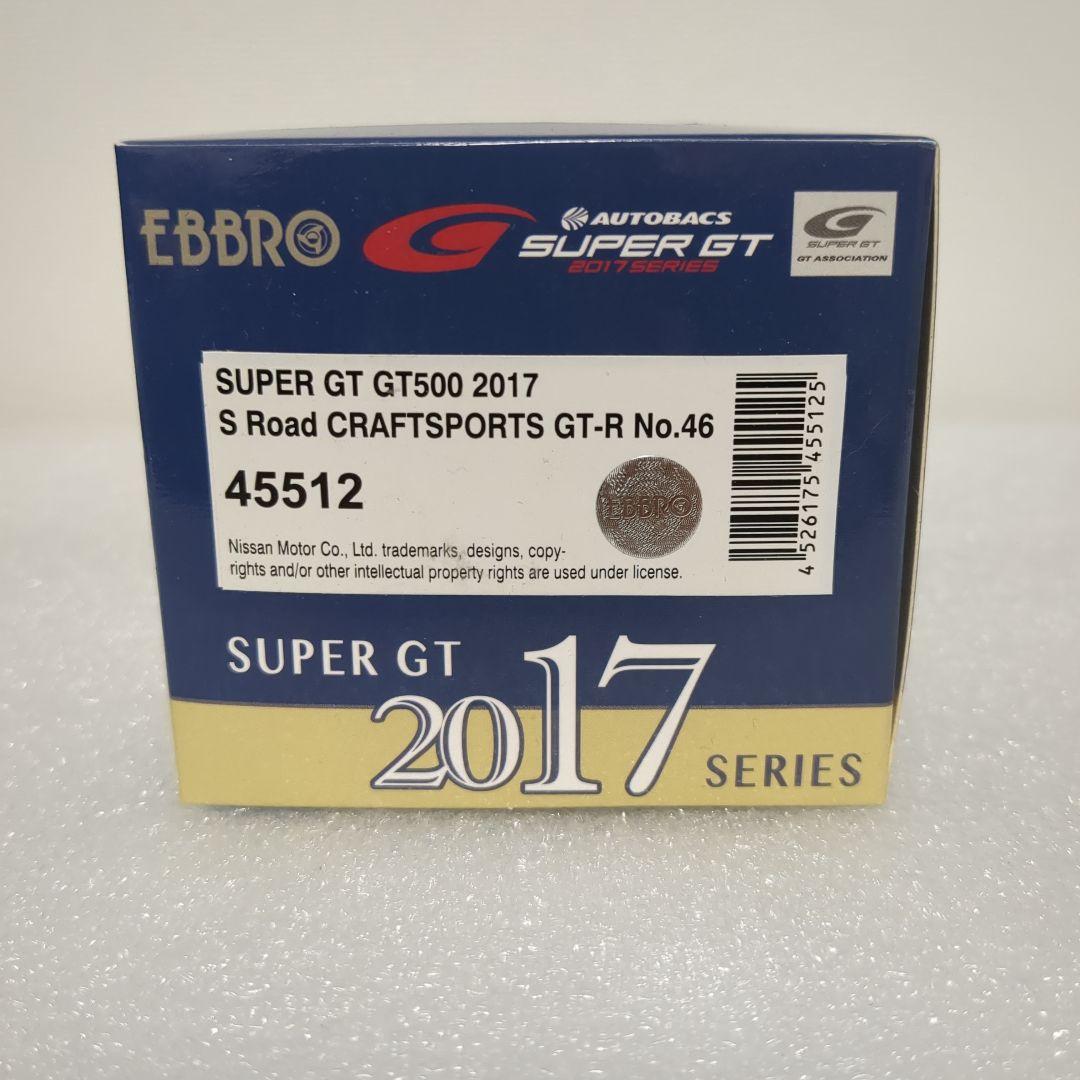 EBBRO
AUTOBACS
SUPER GT
2017 SERIES
SUPER GT
GT ASSOCIATION
SUPER GT GT500 2017
S Road CRAFTSPORTS GT-R No.46
45512
EBBRO
Nissan Motor Co., Ltd. trademarks, designs, copy-
rights and/or other intellectual property rights are used under license.
4 526175 455125
SUPER GT
2017
SERIES